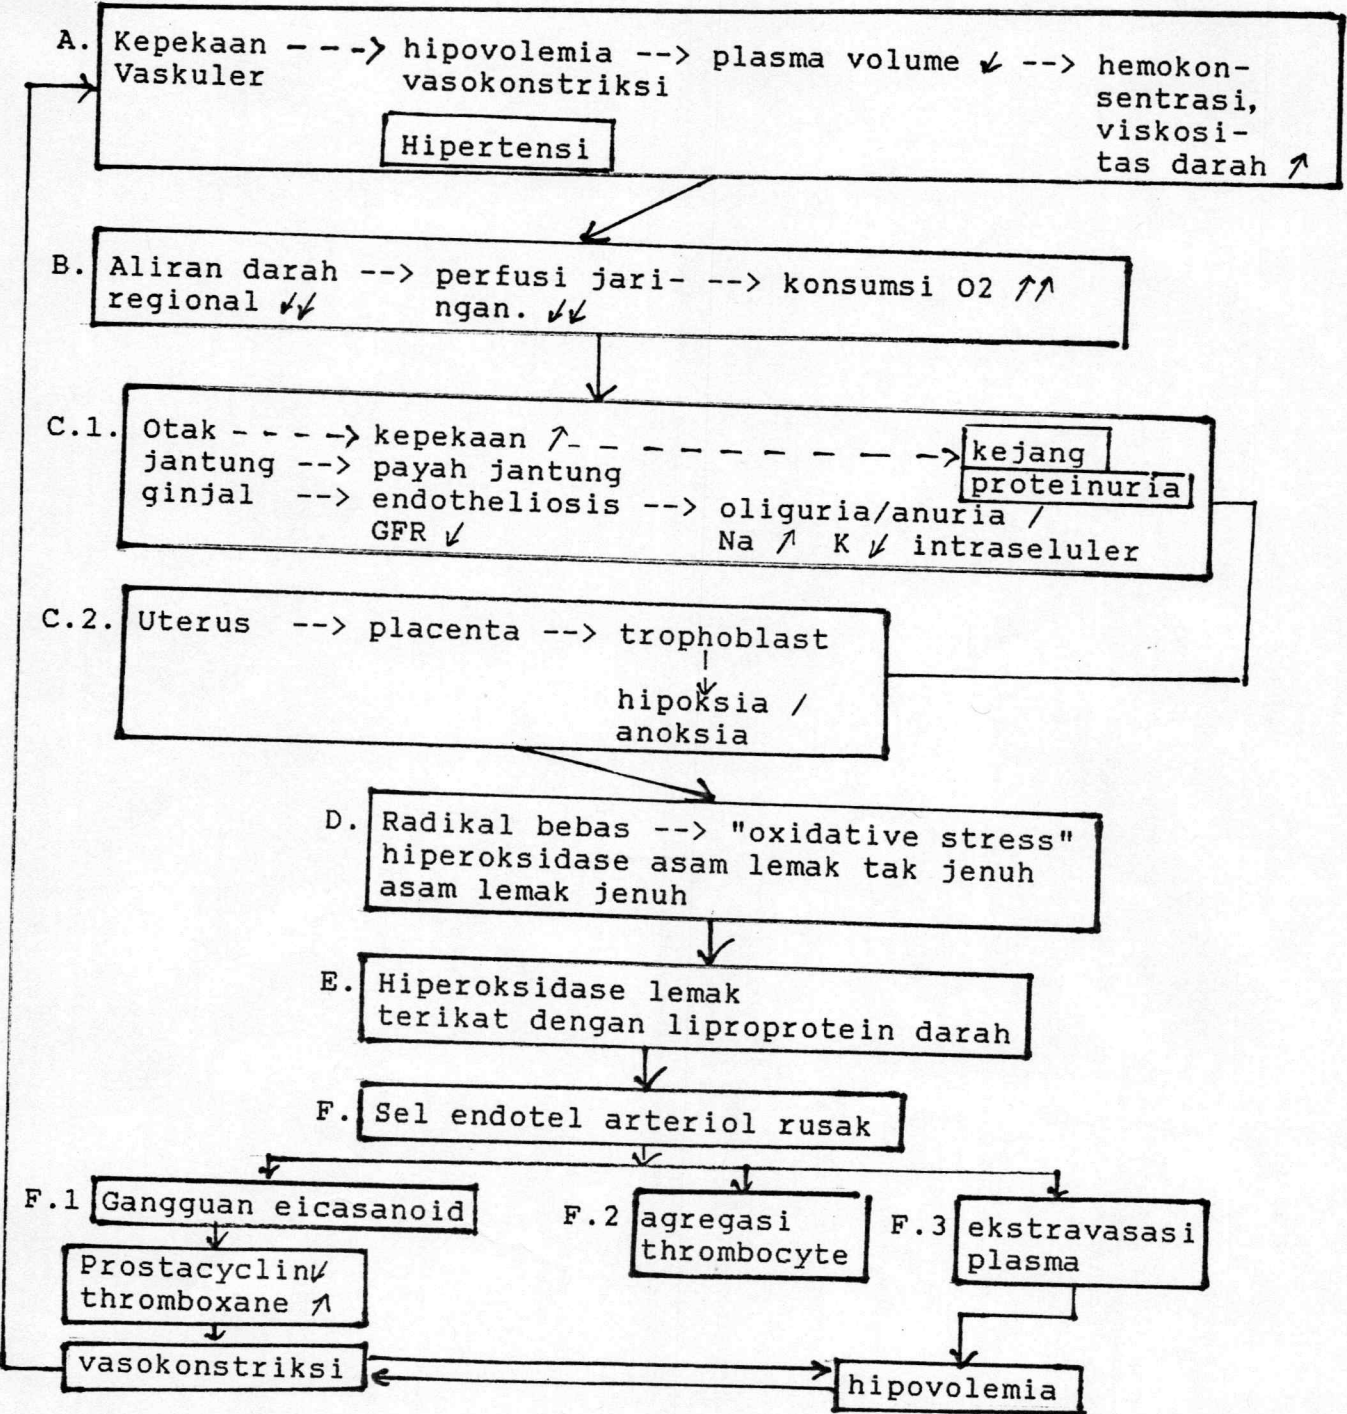 A. Kepekaan ---> hipovolemia --> plasma volume ↙ --> hemokon-
Vaskuler vasokonstriksi sentrasi,
viskosi-
Hipertensi tas darah ↗
B. Aliran darah --> perfusi jari- --> konsumsi O2 ↗↗
regional ↙↙ ngan. ↙↙
C.1. Otak ----> kepekaan ↗- - - - - - - - -> kejang
jantung --> payah jantung proteinuria
ginjal --> endotheliosis --> oliguria/anuria /
GFR ↙ Na ↗ K ↙ intraseluler
C.2. Uterus --> placenta --> trophoblast
hipoksia /
anoksia
D. Radikal bebas --> "oxidative stress"
hiperoksidase asam lemak tak jenuh
asam lemak jenuh
E. Hiperoksidase lemak
terikat dengan liproprotein darah
F. Sel endotel arteriol rusak
F.1 Gangguan eicasanoid
Prostacyclin↙
thromboxane ↗
vasokonstriksi
F.2 agregasi
thrombocyte
F.3 ekstravasasi
plasma
hipovolemia